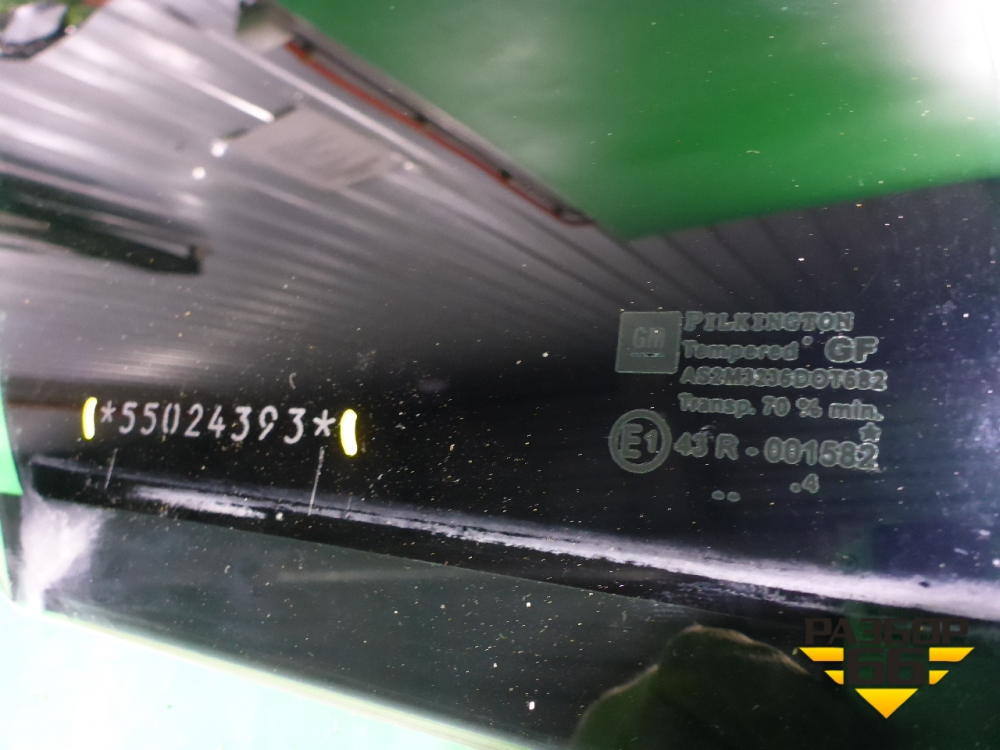 *55024393*
GM
PILKINGTON
Tempered GF
AS2M3236DOT682
Transp. 70 % min.
E1 43 R - 001582
.. .4
РАЗБОР
66